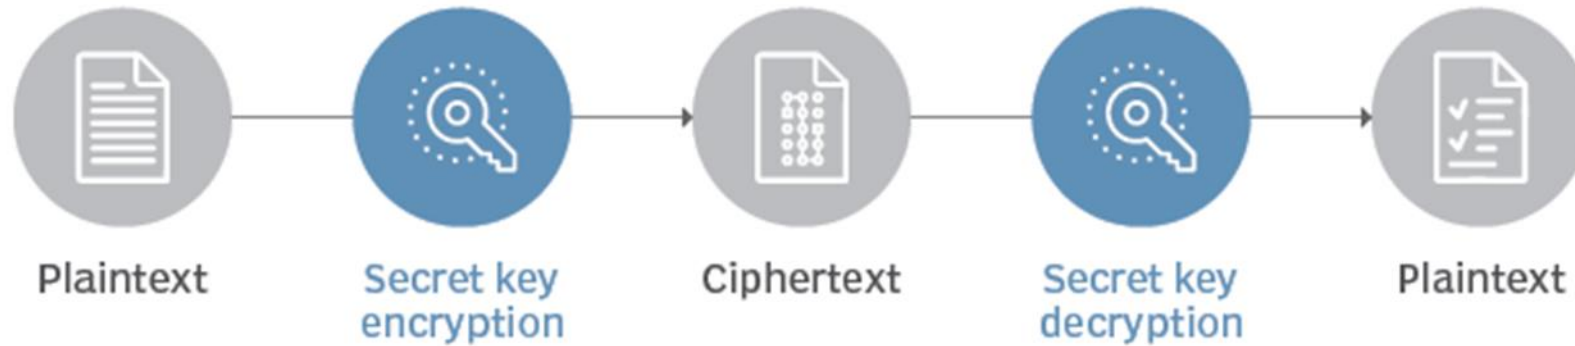 Plaintext
Secret key
encryption
Ciphertext
Secret key
decryption
Plaintext